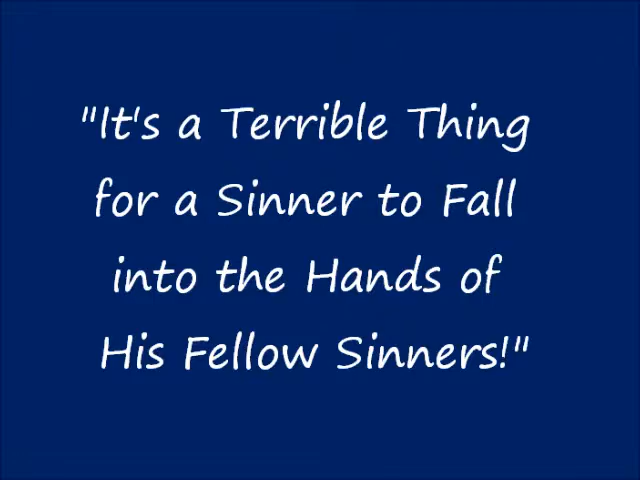 "It's a Terrible Thing
for a Sinner to Fall
into the Hands of
His Fellow Sinners!"